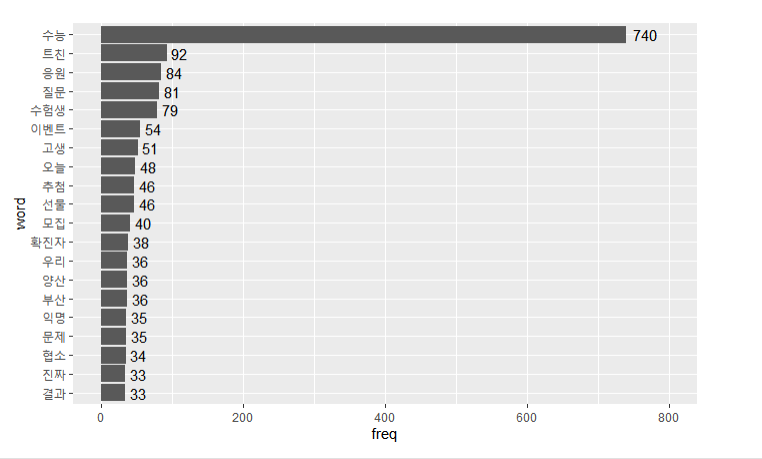 수능 740
트친 92
응원 84
질문 81
수험생 79
이벤트 54
고생 51
오늘 48
추첨 46
선물 46
모집 40
확진자 38
우리 36
양산 36
부산 36
익명 35
문제 35
협소 34
진짜 33
결과 33
word
0 200 400 600 800
freq